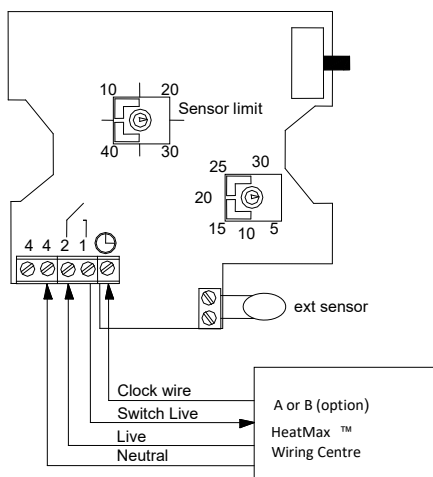 10 20
Sensor limit
40 30
25 30
20
15 10 5
4 4 2 1
ext sensor
Clock wire
Switch Live
Live
Neutral
A or B (option)
HeatMax ™
Wiring Centre